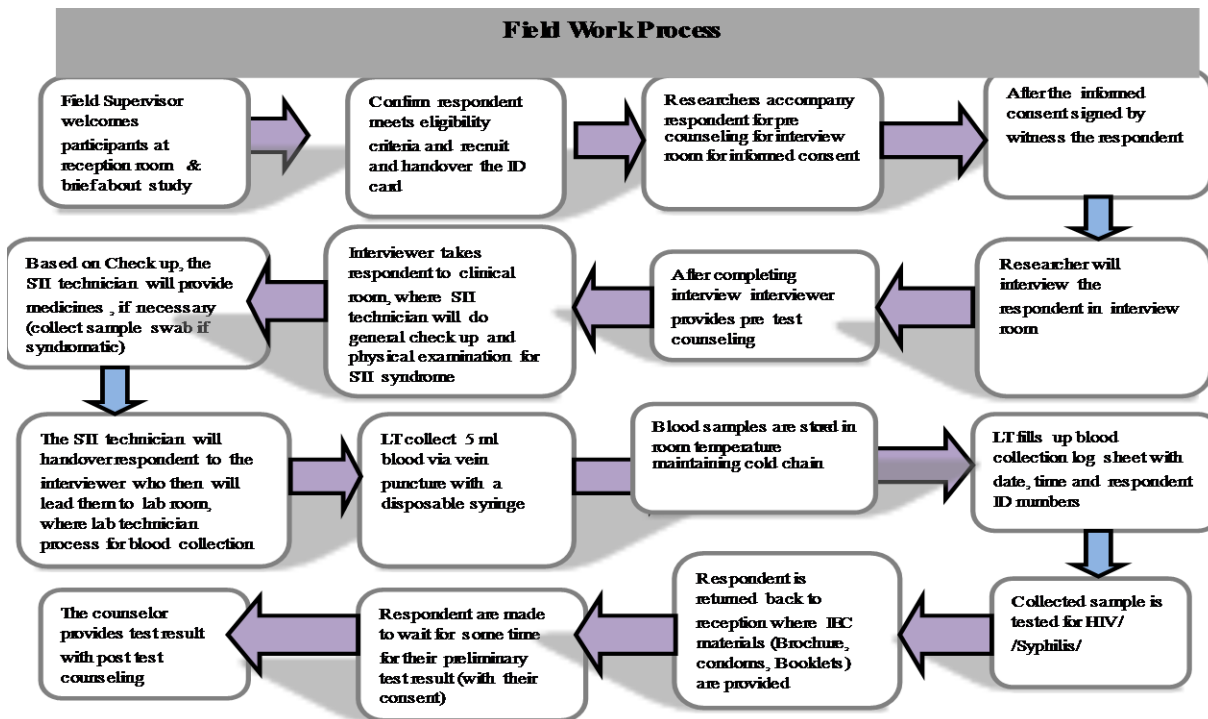 Field Work Process
Field Supervisor
welcomes
participants at
reception room & 
brief about study
Confirm respondent
meets eligibility
criteria and recruit
and handover the ID
card
Researchers accompany
respondent for pre
counseling for interview
room for informed consent
After the informed
consent signed by
witness the respondent
Researcher will
interview the
respondent in interview
room
After completing
interview interviewer
provides pre test
counseling
Interviewer takes
respondent to clinical
room, where STI
technician will do
general check up and
physical examination for
STI syndrome
Based on Check up, the
STI technician will provide
medicines , if necessary
(collect sample swab if
syndromatic)
The STI technician will
handover respondent to the
interviewer who then will
lead them to lab room,
where lab technician
process for blood collection
LT collect 5 ml
blood via vein
puncture with a
disposable syringe
Blood samples are stored in
room temperature
maintaining cold chain
LT fills up blood
collection log sheet with
date, time and respondent
ID numbers
Collected sample is
tested for HIV/
/Syphilis/
Respondent is
returned back to
reception where IEC
materials (Brochure,
condoms, Booklets)
are provided
Respondent are made
to wait for some time
for their preliminary
test result (with their
consent)
The counselor
provides test result
with post test
counseling